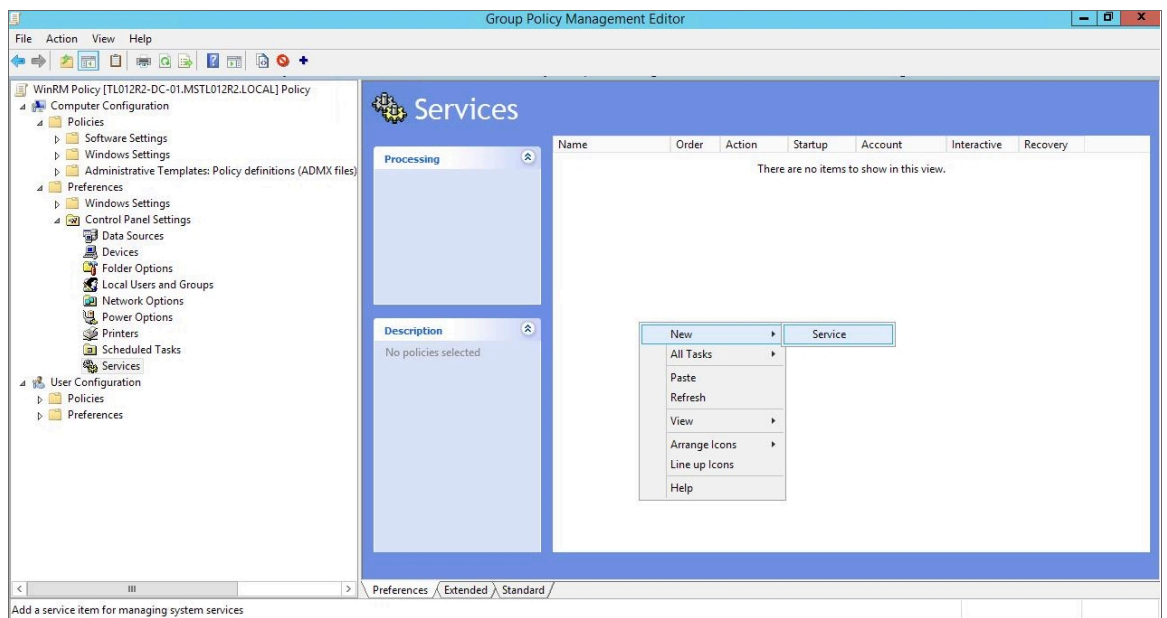 Group Policy Management Editor
File Action View Help
WinRM Policy [TL012R2-DC-01.MSTL012R2.LOCAL] Policy
Computer Configuration
Policies
Software Settings
Windows Settings
Administrative Templates: Policy definitions (ADMX files)
Preferences
Windows Settings
Control Panel Settings
Data Sources
Devices
Folder Options
Local Users and Groups
Network Options
Power Options
Printers
Scheduled Tasks
Services
User Configuration
Policies
Preferences
Services
Processing
Description
No policies selected
Name Order Action Startup Account Interactive Recovery
There are no items to show in this view.
New
Service
All Tasks
Paste
Refresh
View
Arrange Icons
Line up Icons
Help
Preferences Extended Standard
Add a service item for managing system services